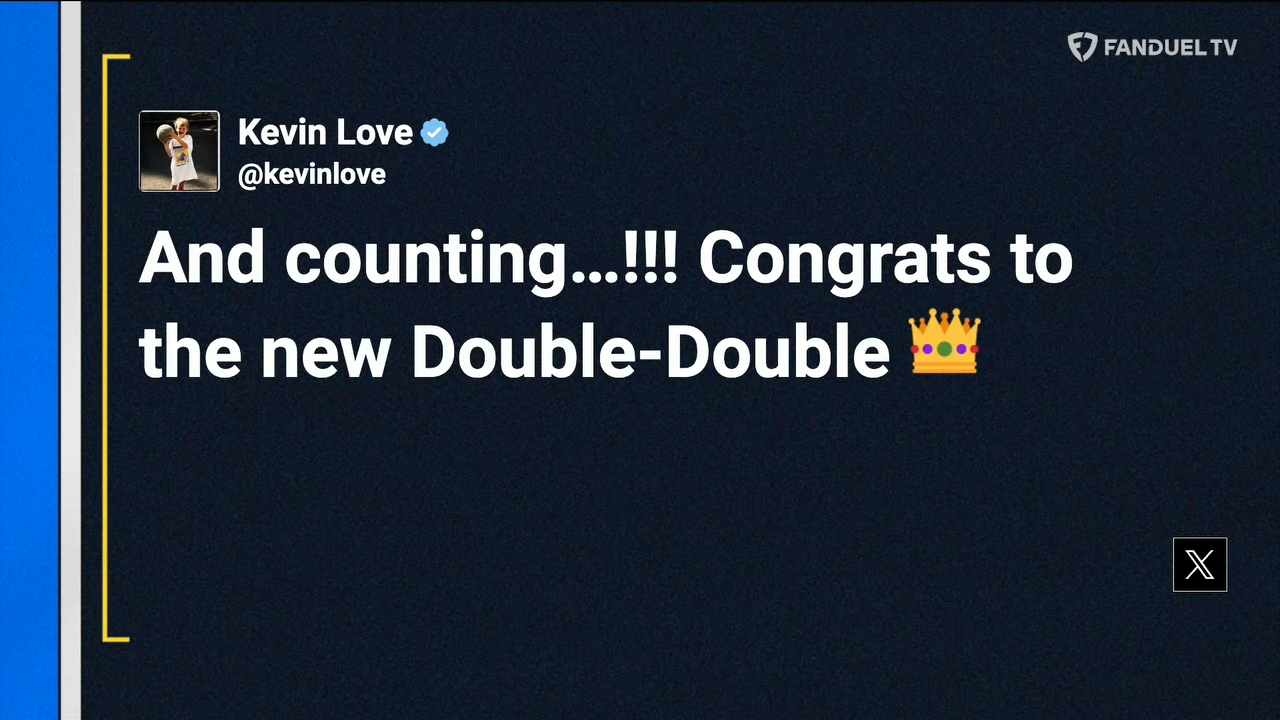 FANDUEL TV
Kevin Love
@kevinlove
And counting...!!! Congrats to
the new Double-Double 👑
X